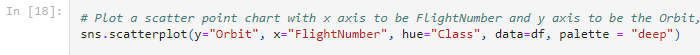 In [18]:
# Plot a scatter point chart with x axis to be FlightNumber and y axis to be the Orbit,
sns.scatterplot(y="Orbit", x="FlightNumber", hue="Class", data=df, palette = "deep")